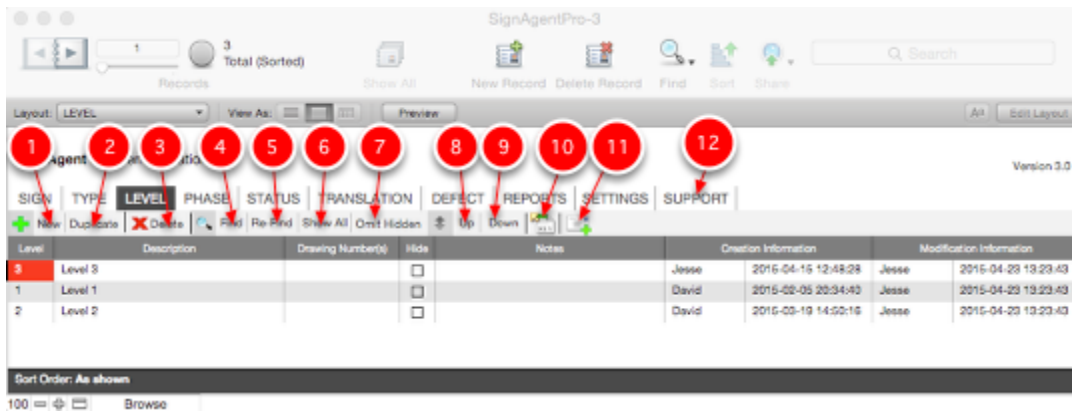 SignAgentPro-3
1
3
Total (Sorted)
Records
Show All
New Record
Delete Record
Find
Sort
Share
Search
Layout: LEVEL
View As:
Preview
Aa
Edit Layout
1 2 3 4 5 6 7 8 9 10 11 12
Version 3.0
SIGN TYPE LEVEL PHASE STATUS TRANSLATION DEFECT REPORTS SETTINGS SUPPORT
New Duplicate Delete Find Re Find Show All Omit Hidden Up Down
Level Description Drawing Number(s) Hide Notes Creation Information Modification Information
3 Level 3 Jesse 2015-04-15 12:48:28 Jesse 2015-04-23 13:23:43
1 Level 1 David 2015-02-05 20:34:40 Jesse 2015-04-23 13:23:43
2 Level 2 David 2015-03-19 14:50:16 Jesse 2015-04-23 13:23:43
Sort Order: As shown
100 Browse